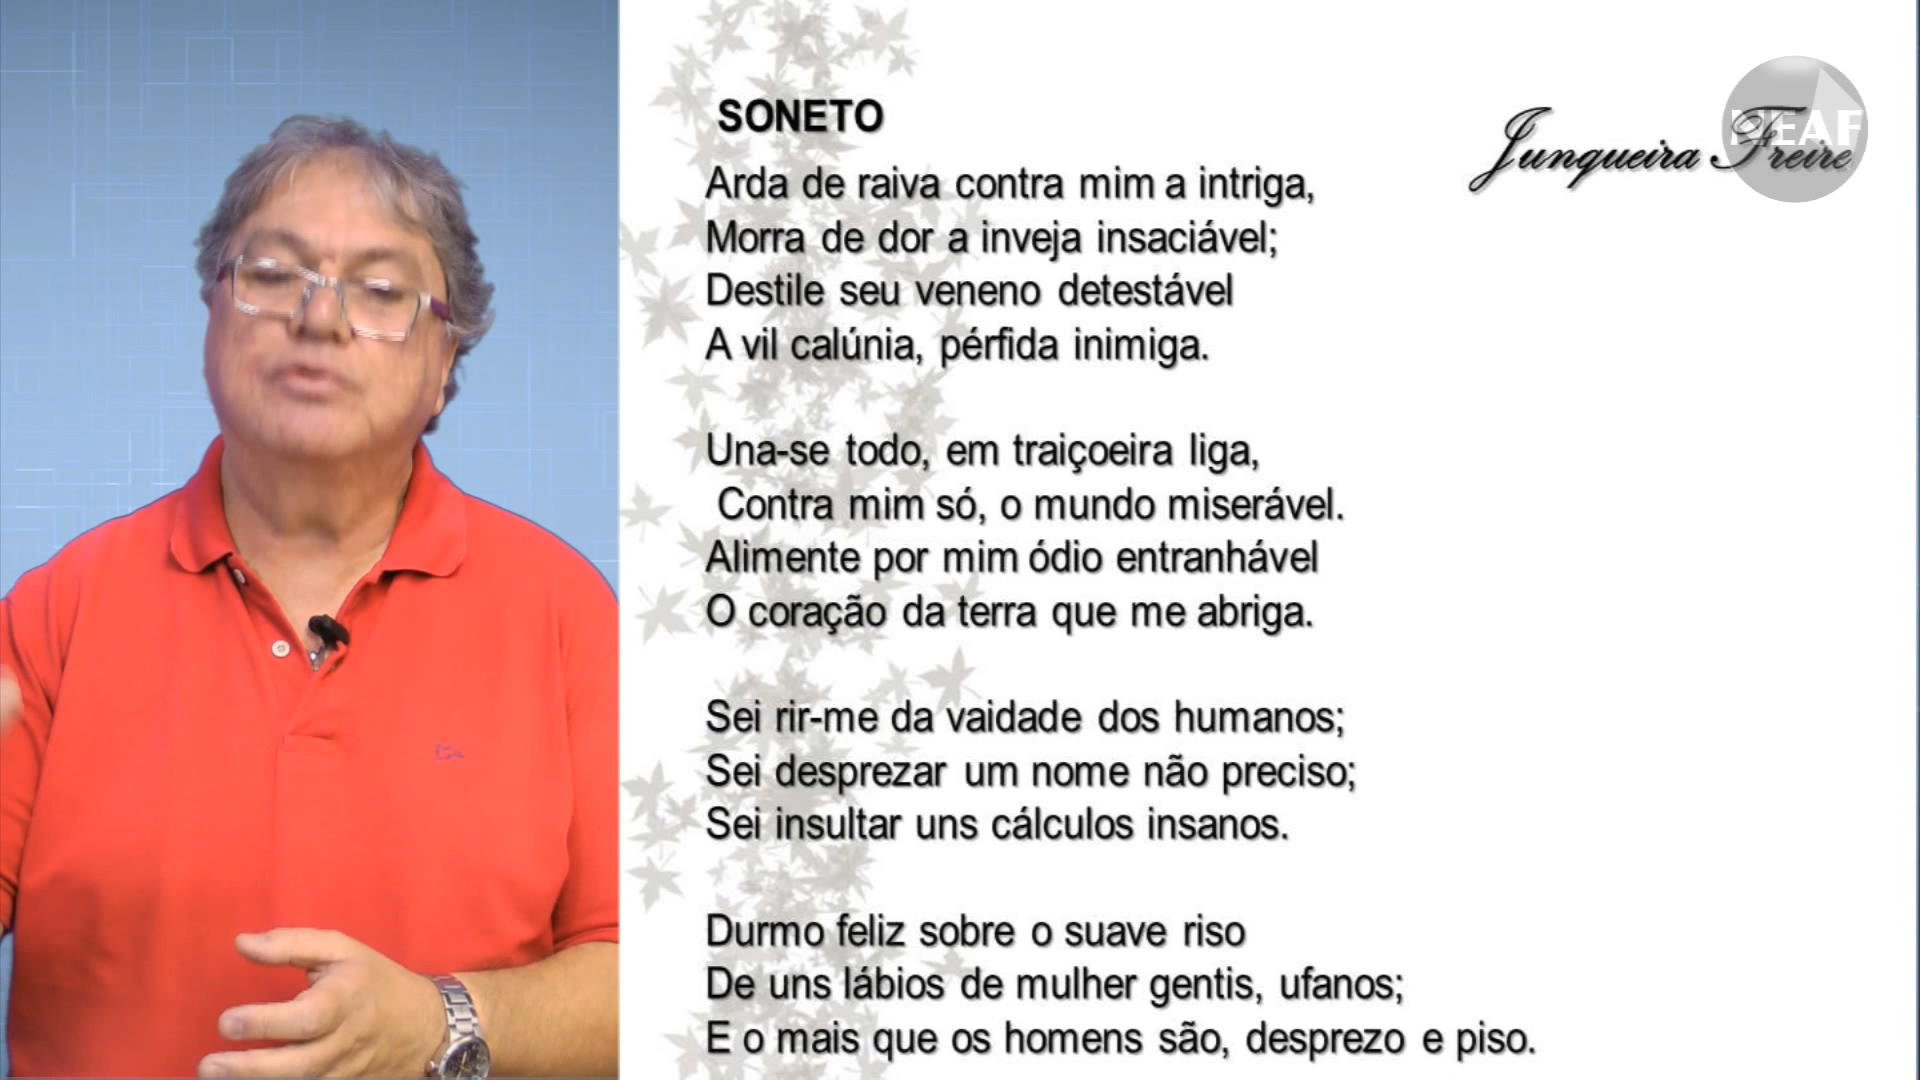 SONETO
Junqueira Freire
NEAF
Arda de raiva contra mim a intriga,
Morra de dor a inveja insaciável;
Destile seu veneno detestável
A vil calúnia, pérfida inimiga.
Una-se todo, em traiçoeira liga,
Contra mim só, o mundo miserável.
Alimente por mim ódio entranhável
O coração da terra que me abriga.
Sei rir-me da vaidade dos humanos;
Sei desprezar um nome não preciso;
Sei insultar uns cálculos insanos.
Durmo feliz sobre o suave riso
De uns lábios de mulher gentis, ufanos;
E o mais que os homens são, desprezo e piso.